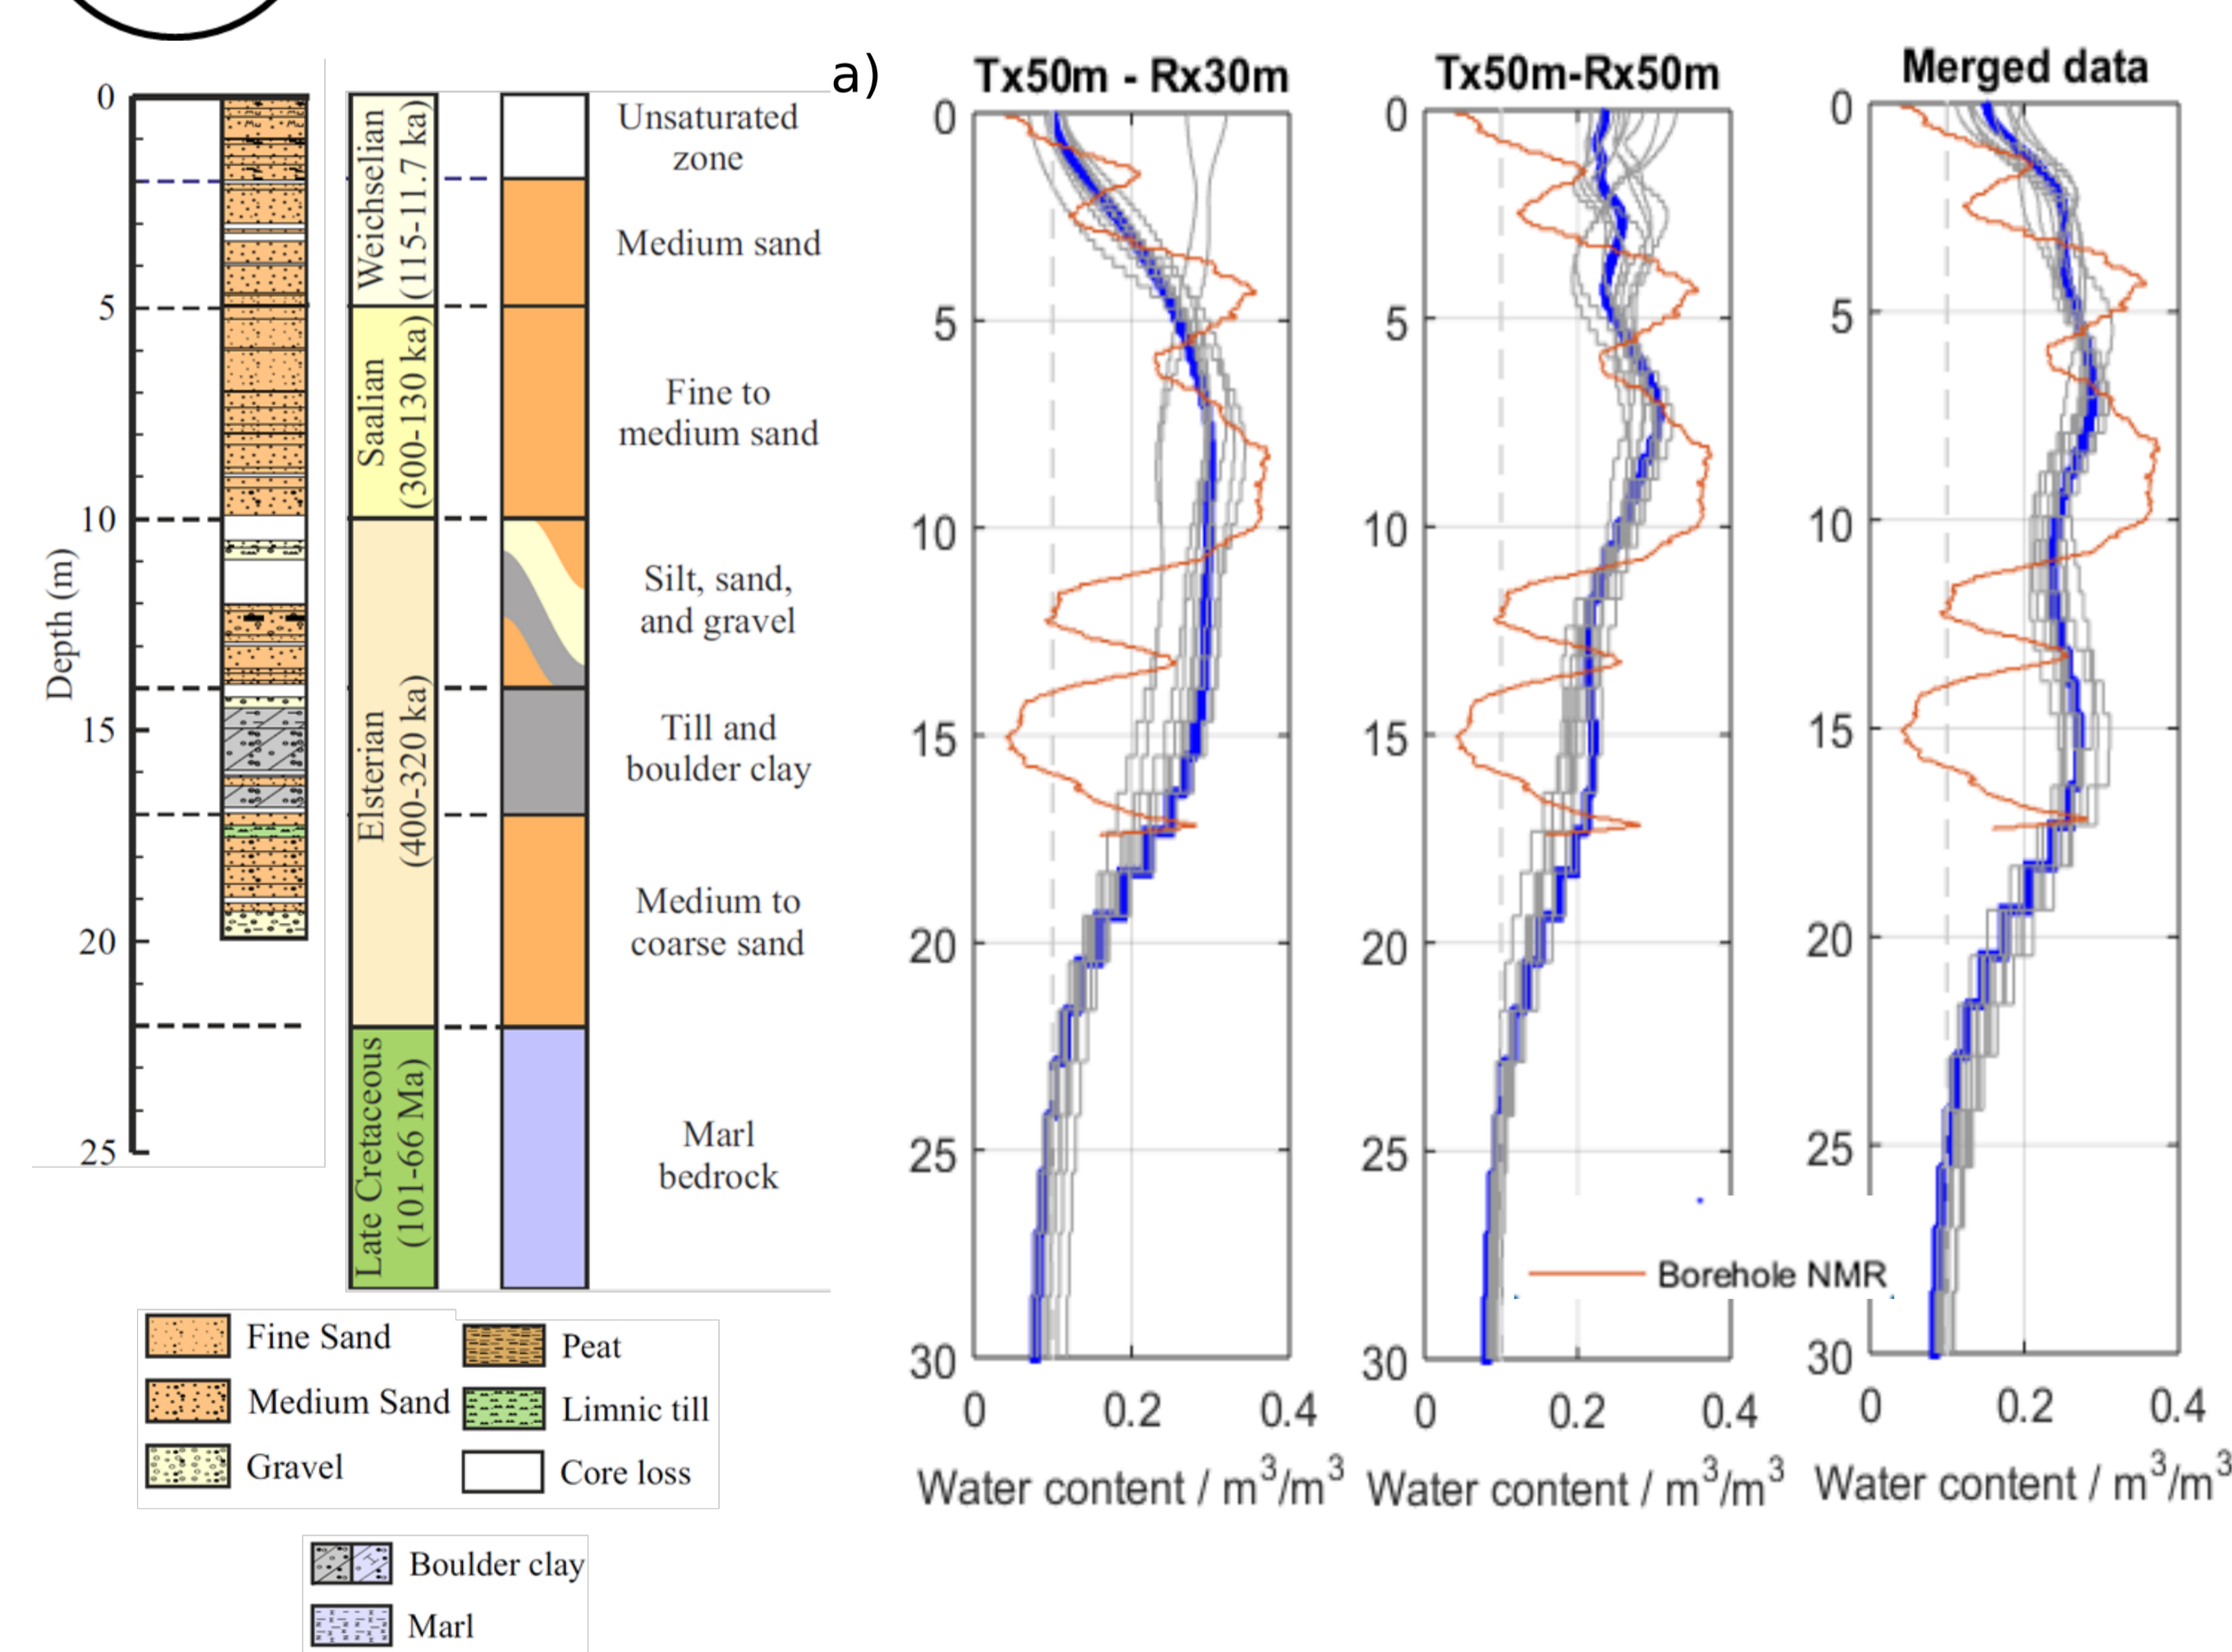 a)
0
5
10
15
20
25
Depth (m)
Weichselian
(115-11.7 ka)
Saalian
(300-130 ka)
Elsterian
(400-320 ka)
Late Cretaceous
(101-66 Ma)
Unsaturated
zone
Medium sand
Fine to
medium sand
Silt, sand,
and gravel
Till and
boulder clay
Medium to
coarse sand
Marl
bedrock
Fine Sand
Medium Sand
Gravel
Peat
Limnic till
Core loss
Boulder clay
Marl
Tx50m - Rx30m
0
5
10
15
20
25
30
0 0.2 0.4
Water content / m³/m³
Tx50m-Rx50m
0
5
10
15
20
25
30
0 0.2 0.4
Water content / m³/m³
Borehole NMR
Merged data
0
5
10
15
20
25
30
0 0.2 0.4
Water content / m³/m³